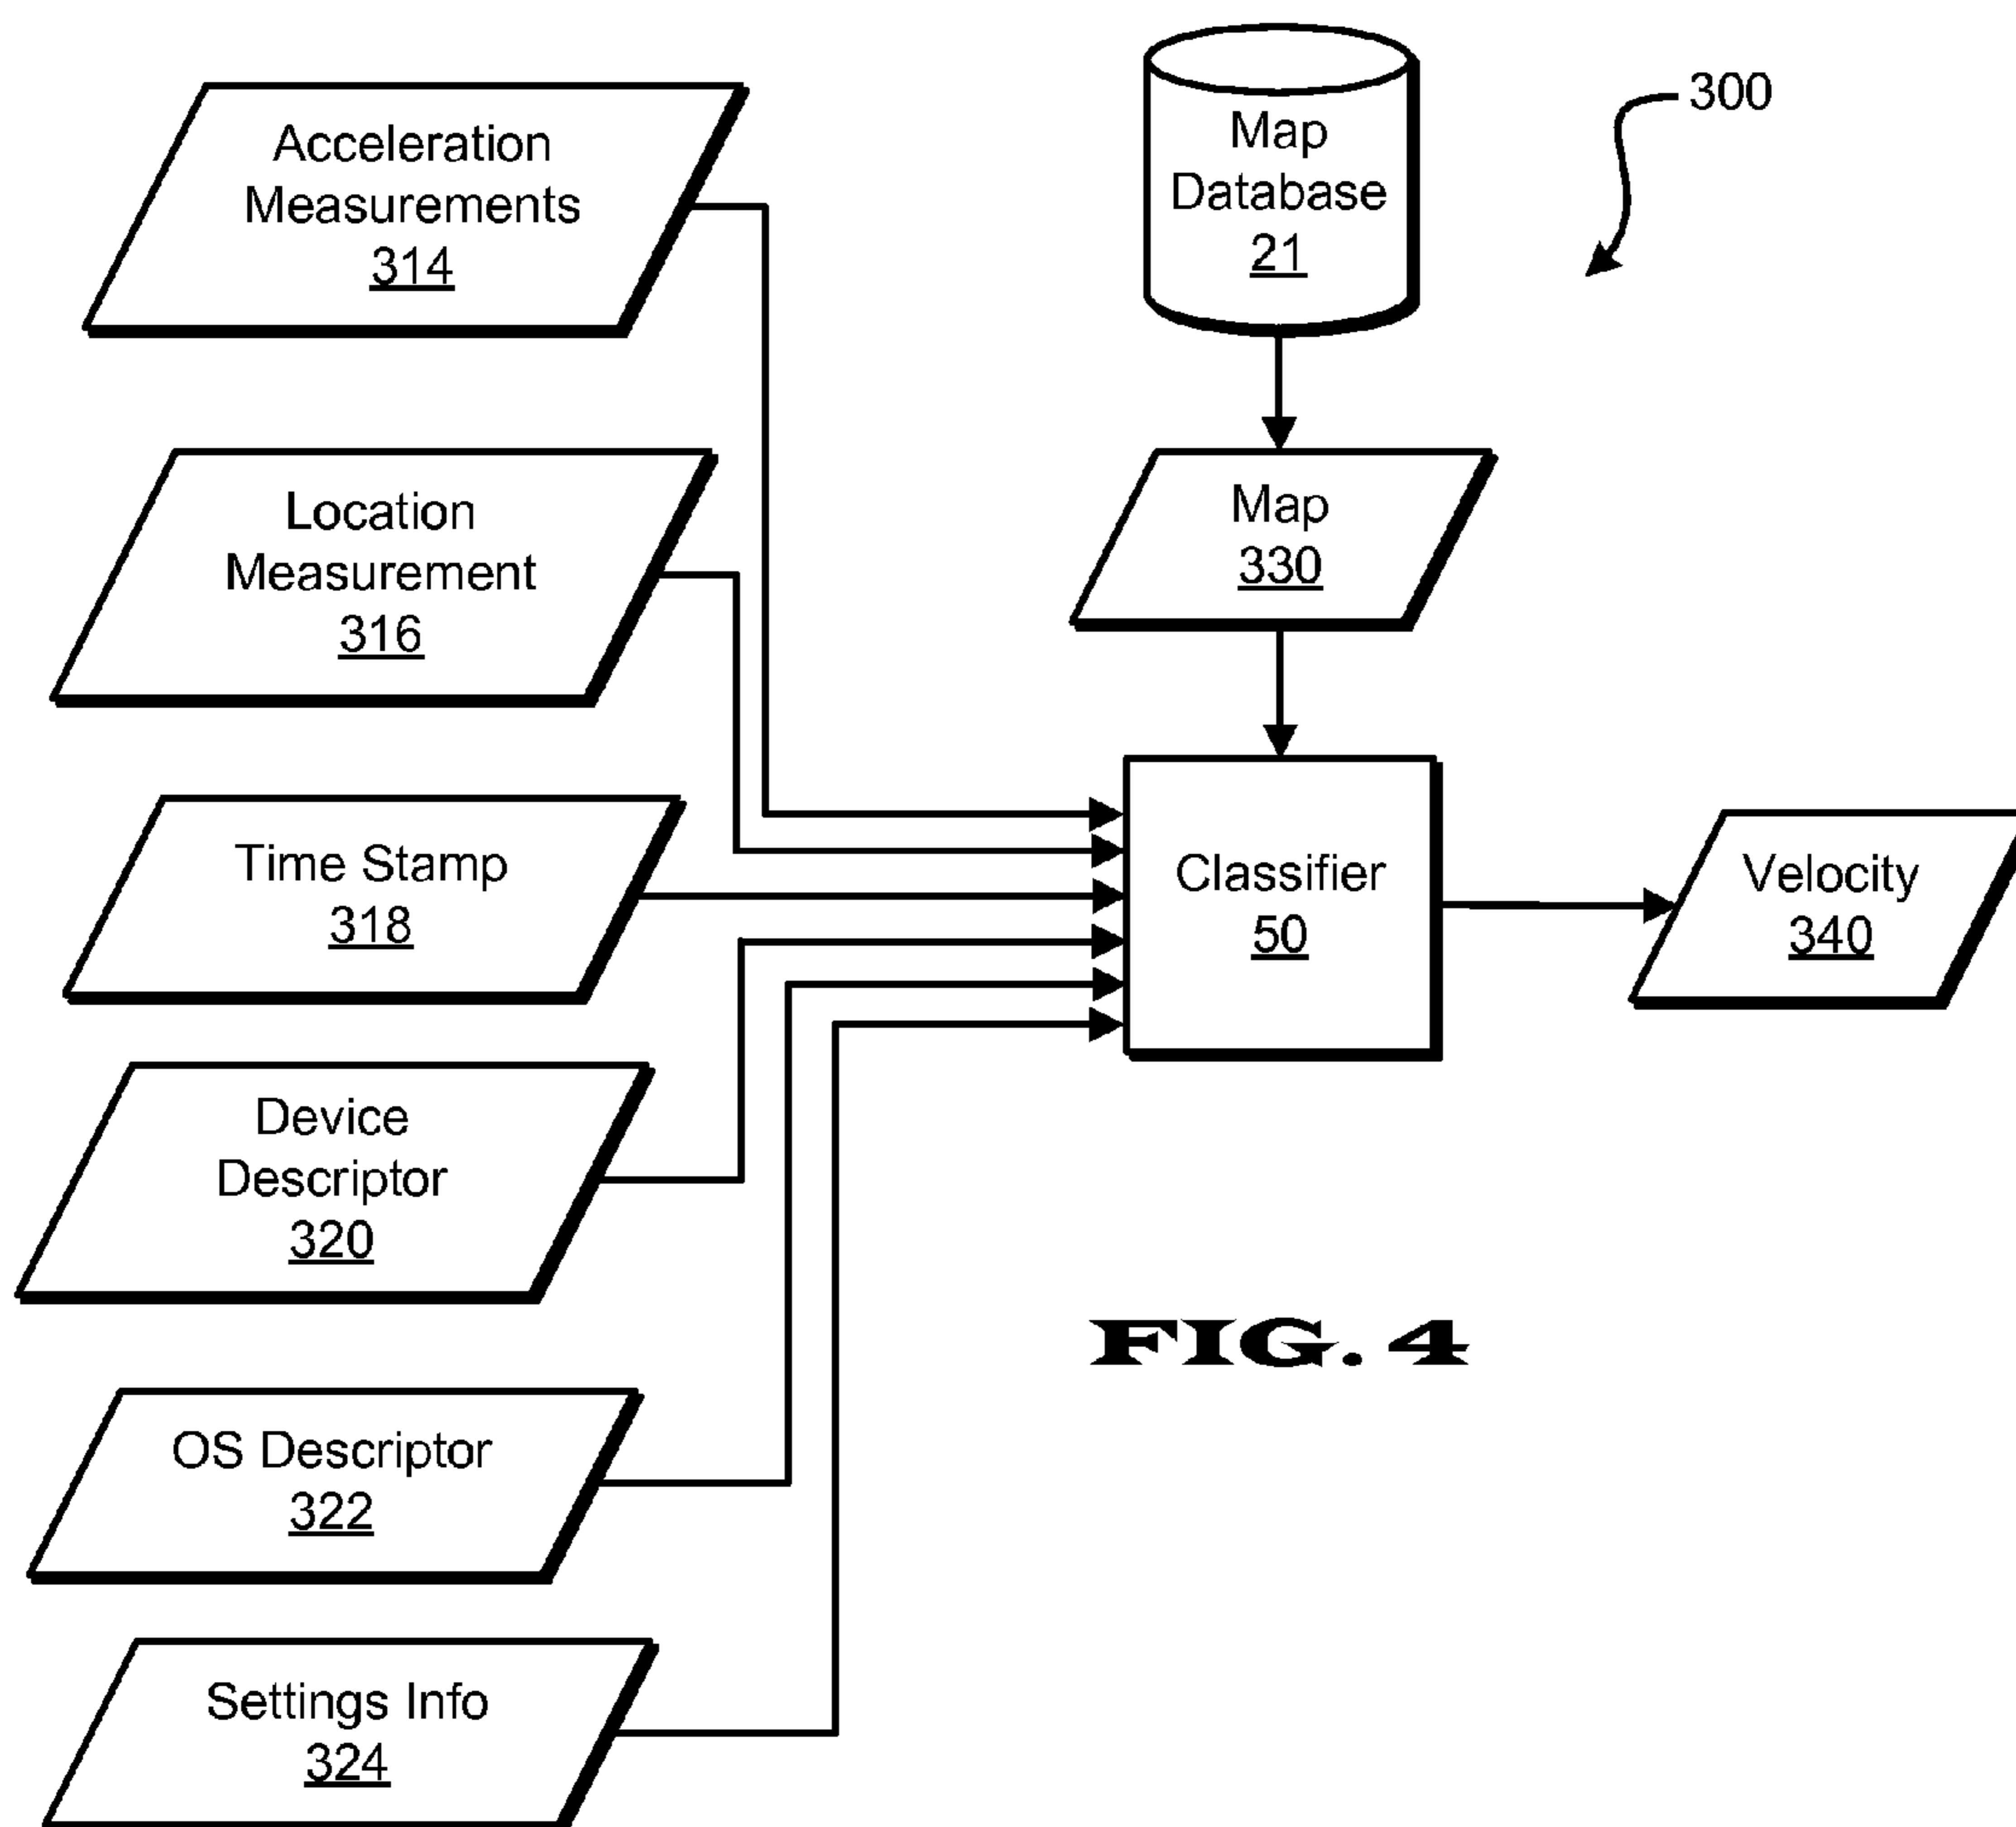 Acceleration
Measurements
314
Location
Measurement
316
Time Stamp
318
Device
Descriptor
320
OS Descriptor
322
Settings Info
324
Map
Database
21
300
Map
330
Classifier
50
Velocity
340
FIG. 4